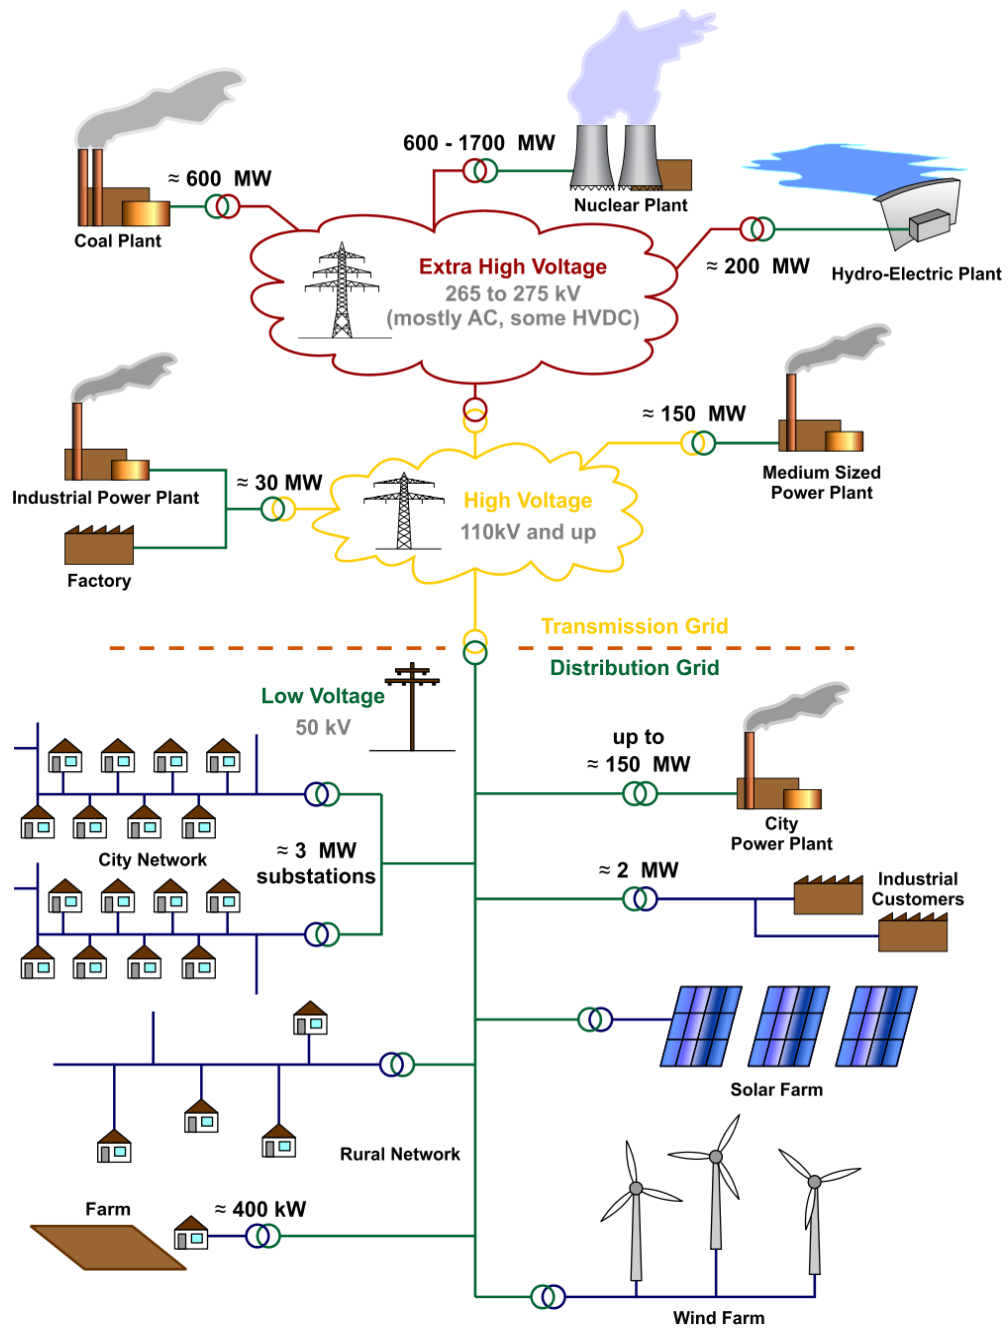 600 - 1700 MW
≈ 600 MW
Nuclear Plant
Coal Plant
Extra High Voltage
265 to 275 kV
(mostly AC, some HVDC)
≈ 200 MW
Hydro-Electric Plant
≈ 150 MW
Medium Sized
Power Plant
Industrial Power Plant
≈ 30 MW
High Voltage
110kV and up
Factory
Transmission Grid
Distribution Grid
Low Voltage
50 kV
up to
≈ 150 MW
City
Power Plant
City Network
≈ 3 MW
substations
≈ 2 MW
Industrial
Customers
Solar Farm
Rural Network
Farm
≈ 400 kW
Wind Farm